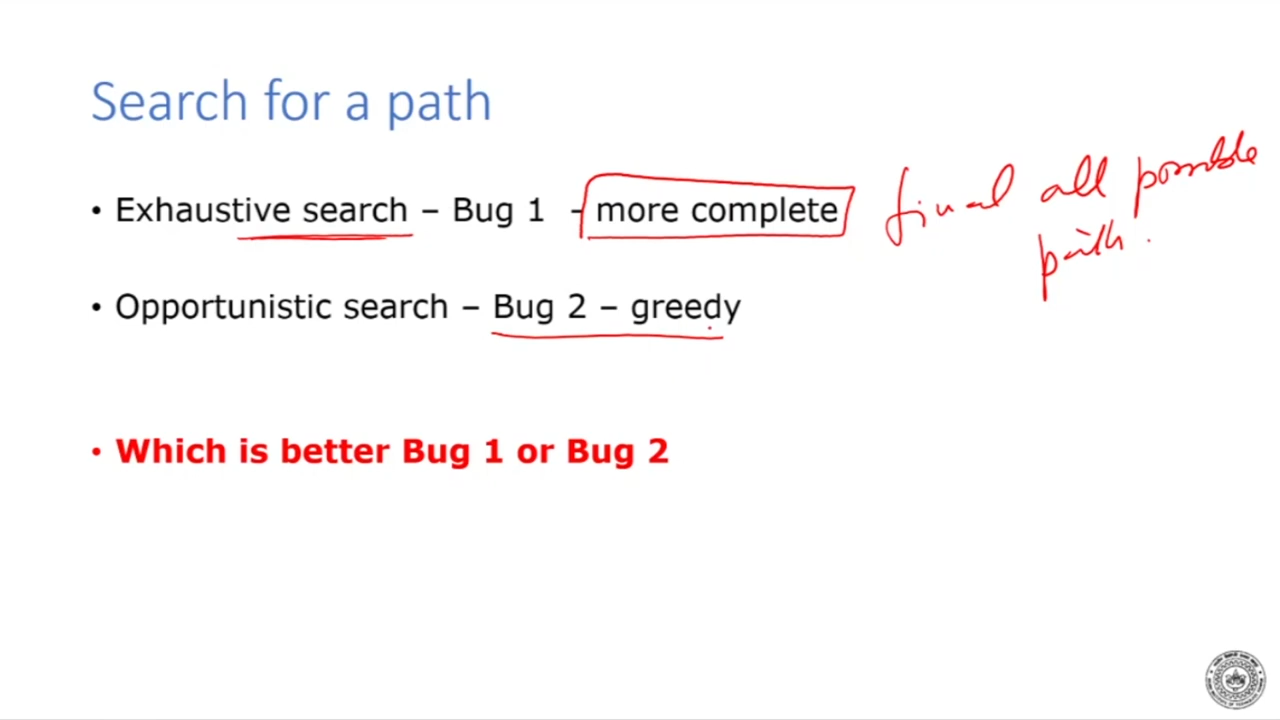 Search for a path
• Exhaustive search – Bug 1 - more complete
final all possible
path.
• Opportunistic search – Bug 2 – greedy
• Which is better Bug 1 or Bug 2